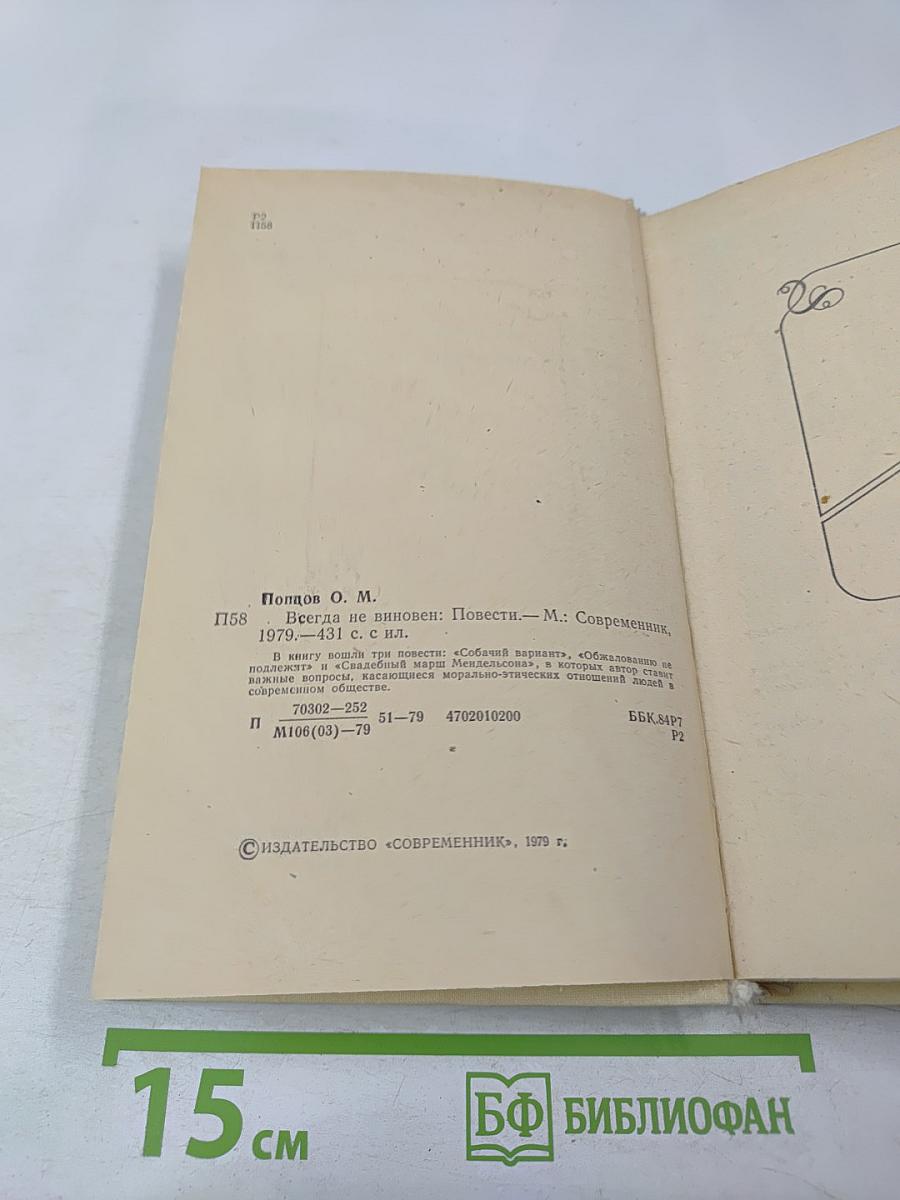 Р2
П58
Попцов О. М.
П58 Всегда не виновен: Повести.— М.: Современник,
1979.—431 с. с ил.
В книгу вошли три повести: «Собачий вариант», «Обжалованию не
подлежят» и «Свадебный марш Мендельсона», в которых автор ставит
важные вопросы, касающиеся морально-этических отношений людей в
современном обществе.
П 70302—252 51—79 4702010200 ББК.84Р7
М106(03)—79 Р2
© ИЗДАТЕЛЬСТВО «СОВРЕМЕННИК», 1979 г.
15 см БФ БИБЛИОФАН